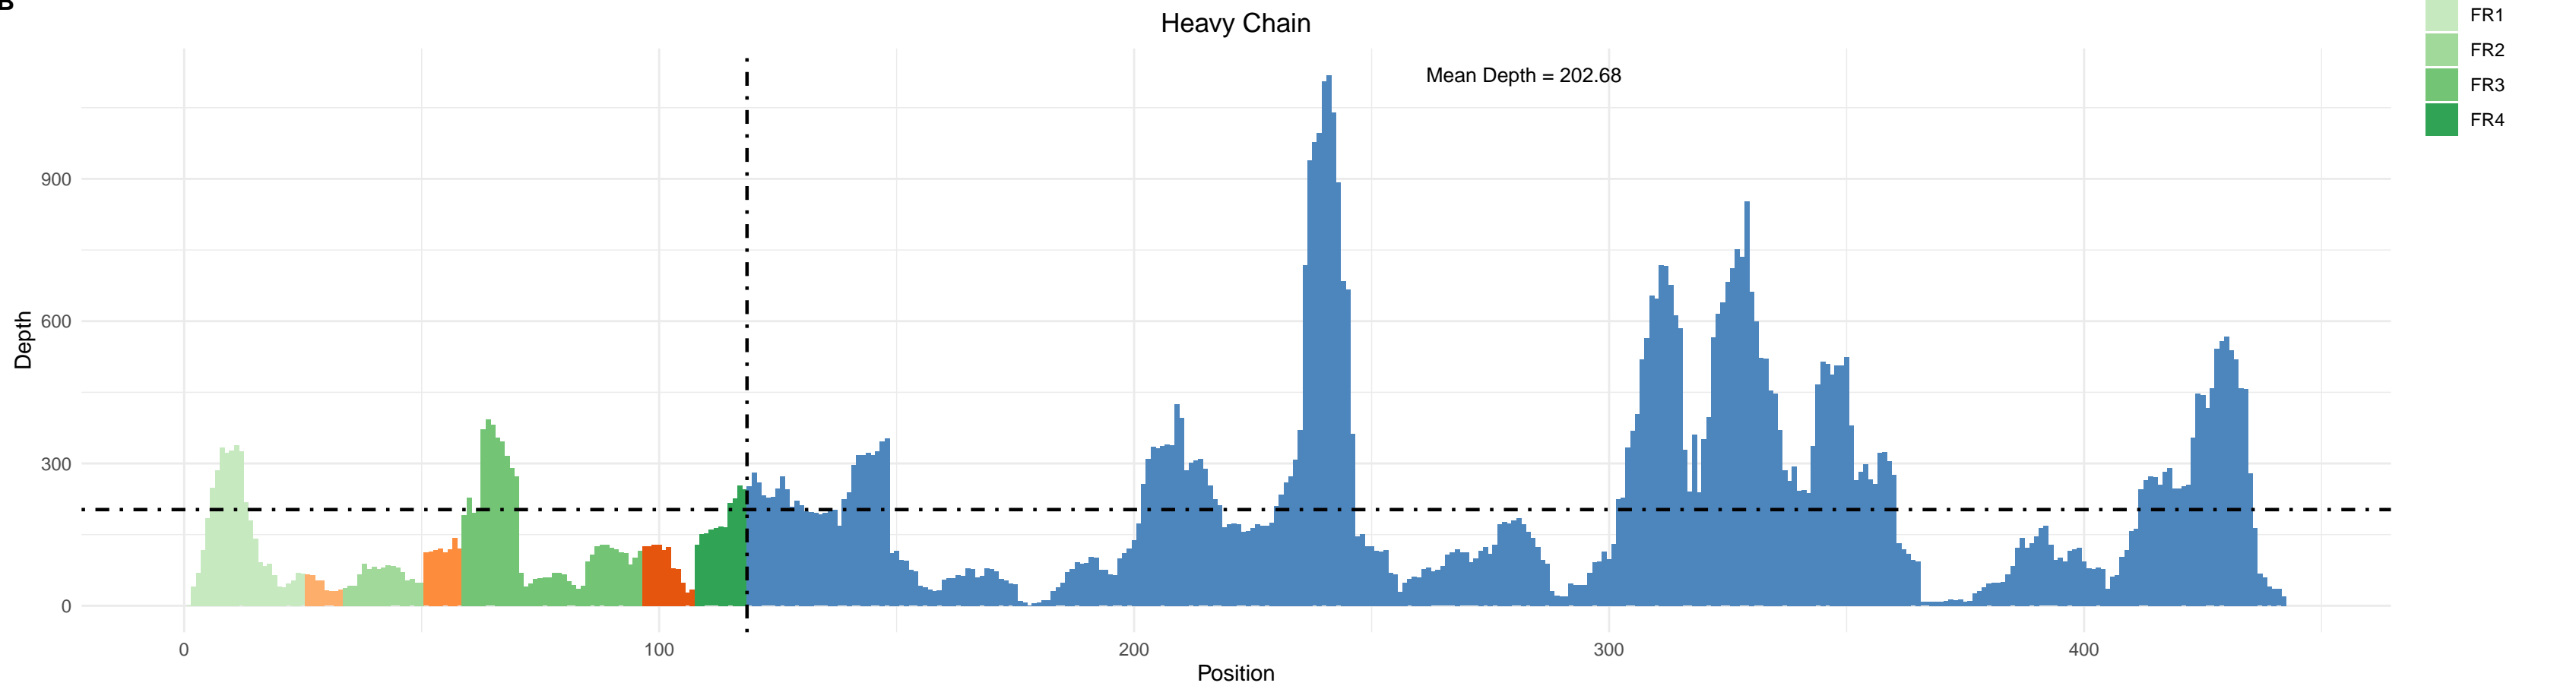 B
Heavy Chain
Mean Depth = 202.68
FR1
FR2
FR3
FR4
Depth
900
600
300
0
0 100 200 300 400
Position